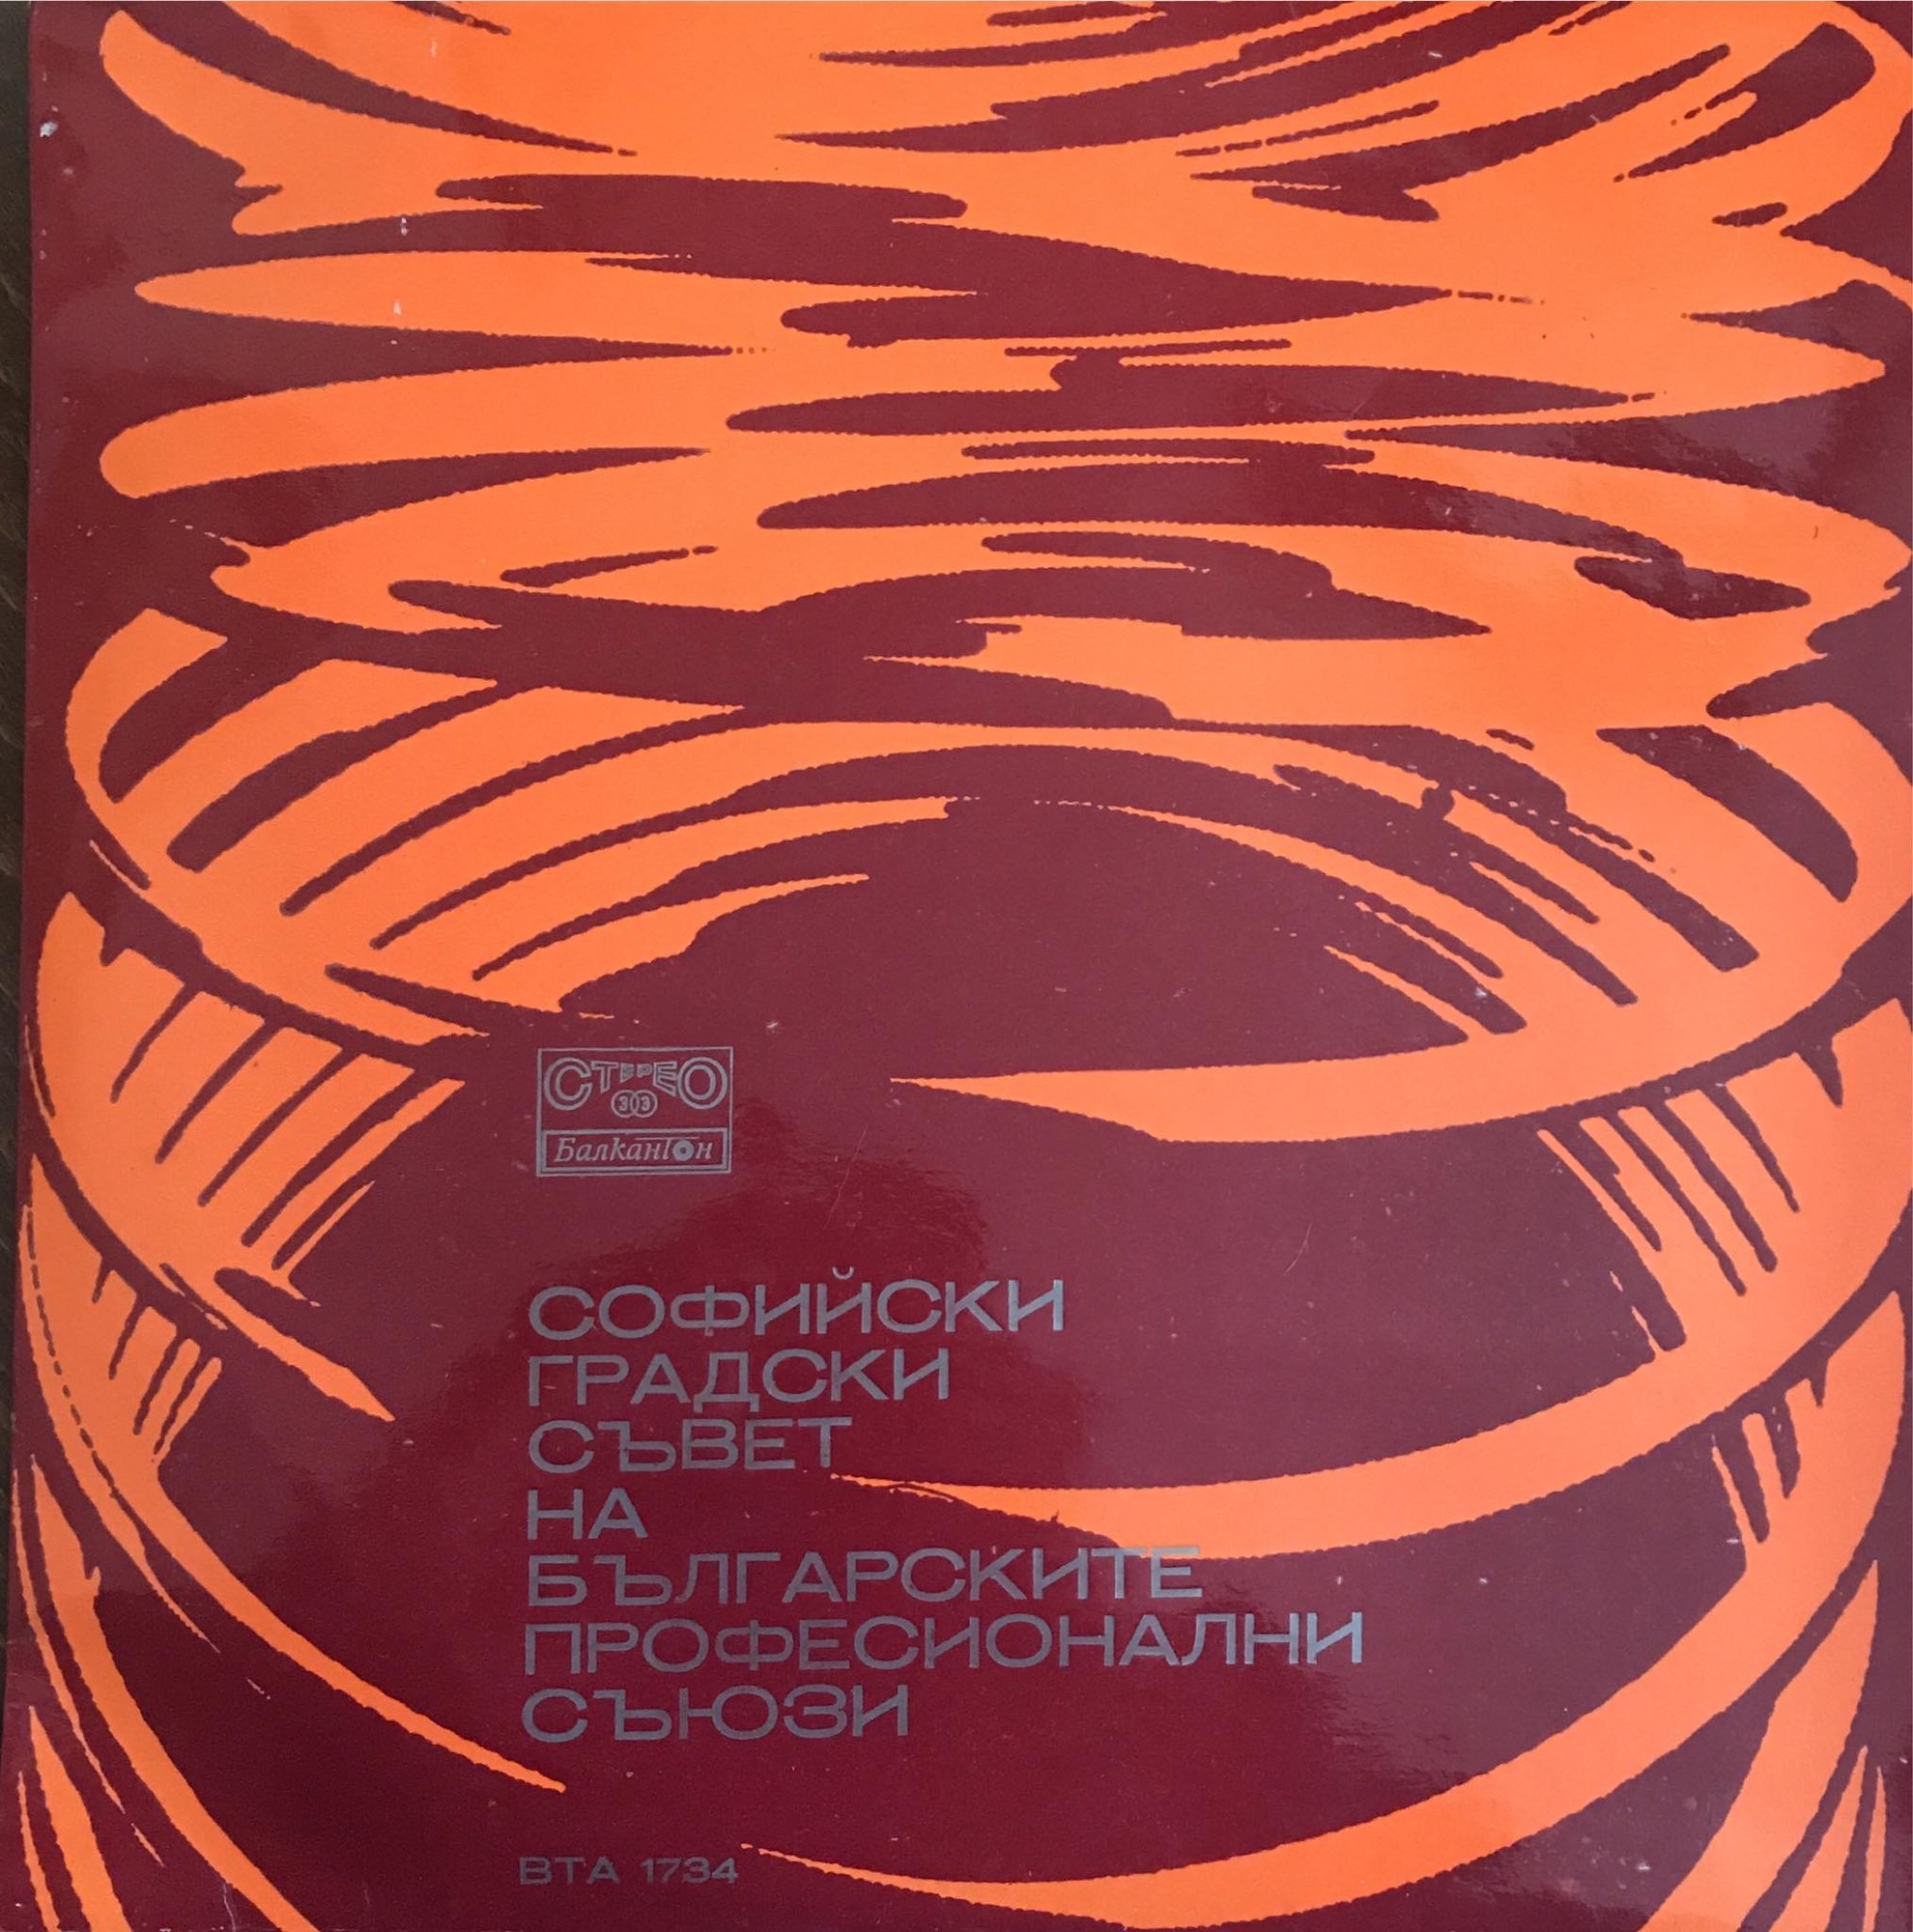 СТЕРЕО
33
Балкантон
СОФИЙСКИ
ГРАДСКИ
СЪВЕТ
НА
БЪЛГАРСКИТЕ
ПРОФЕСИОНАЛНИ
СЪЮЗИ
ВТА 1734